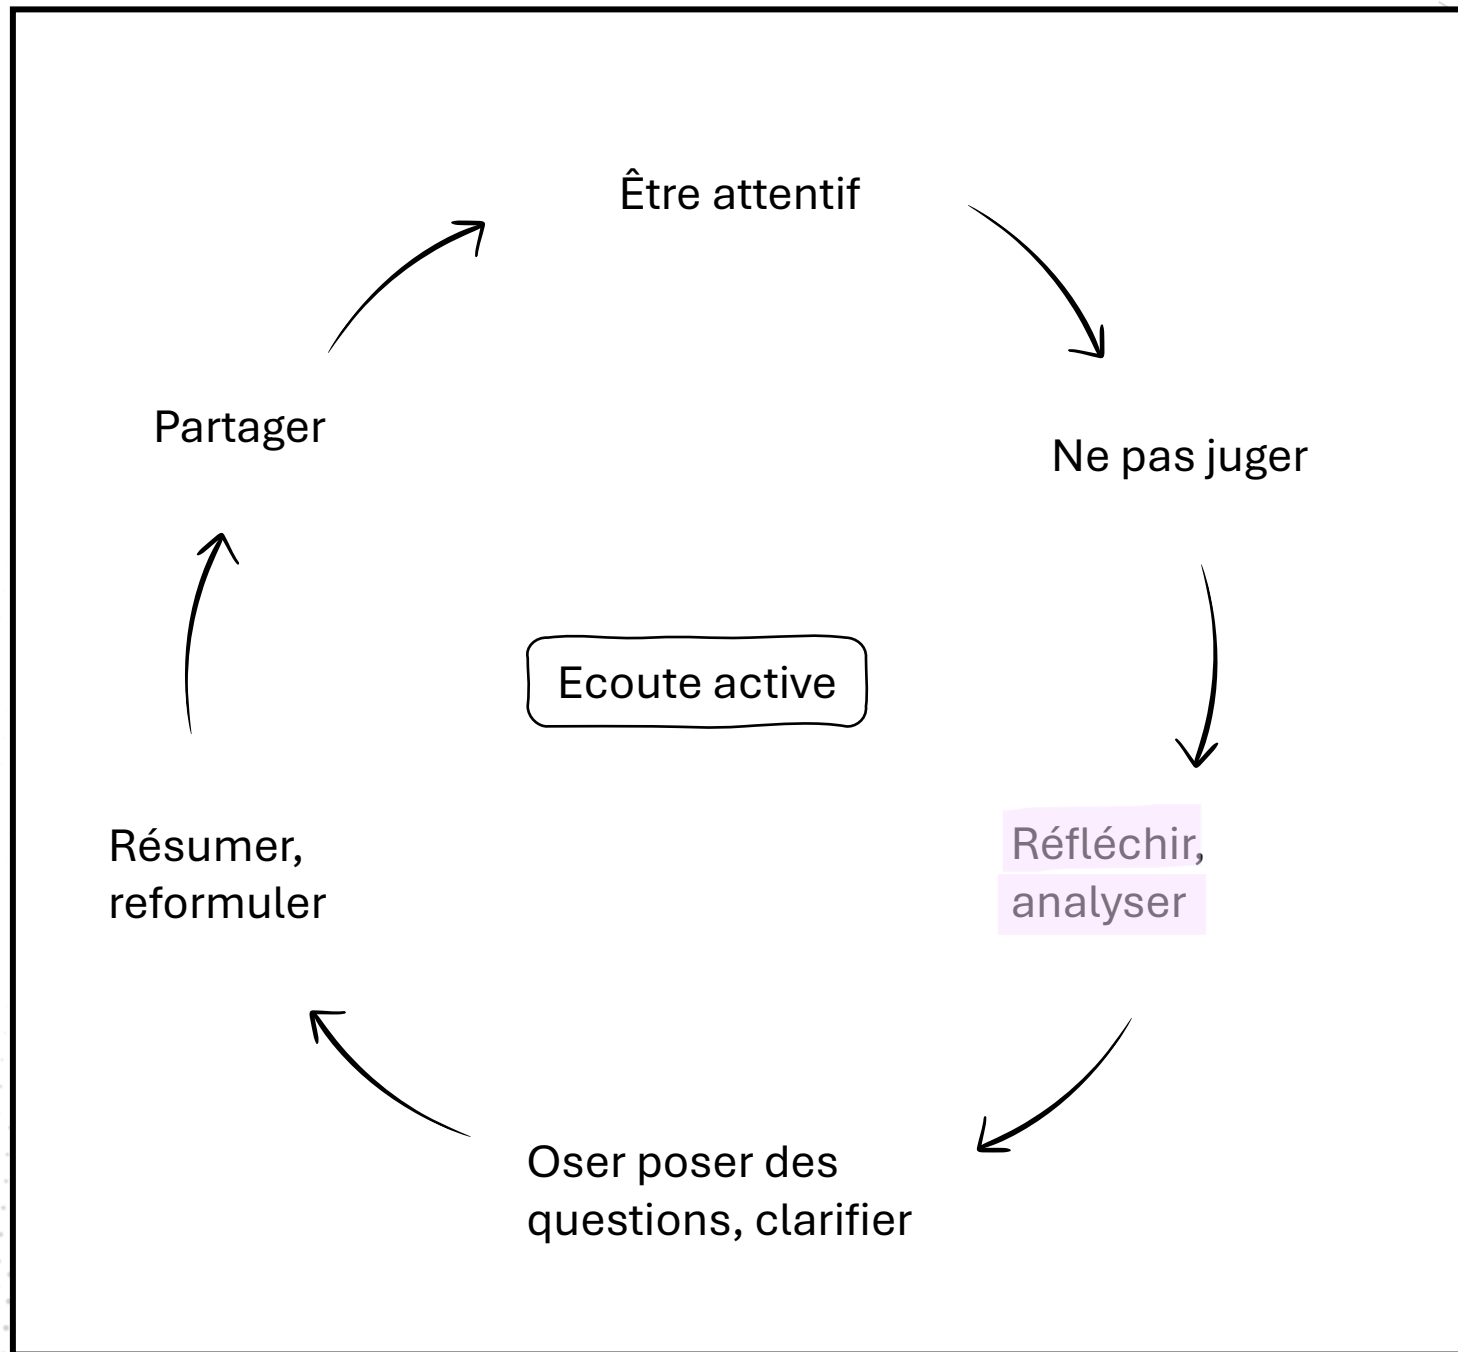 Être attentif
Ne pas juger
Réfléchir,
analyser
Oser poser des
questions, clarifier
Résumer,
reformuler
Partager
Ecoute active